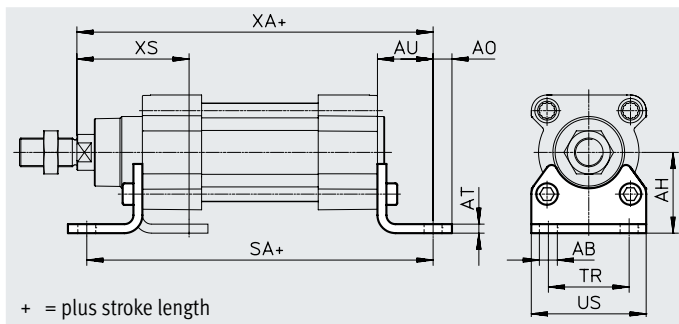 XA+
XS
AU
AO
AT
SA+
AH
AB
TR
US
+ = plus stroke length